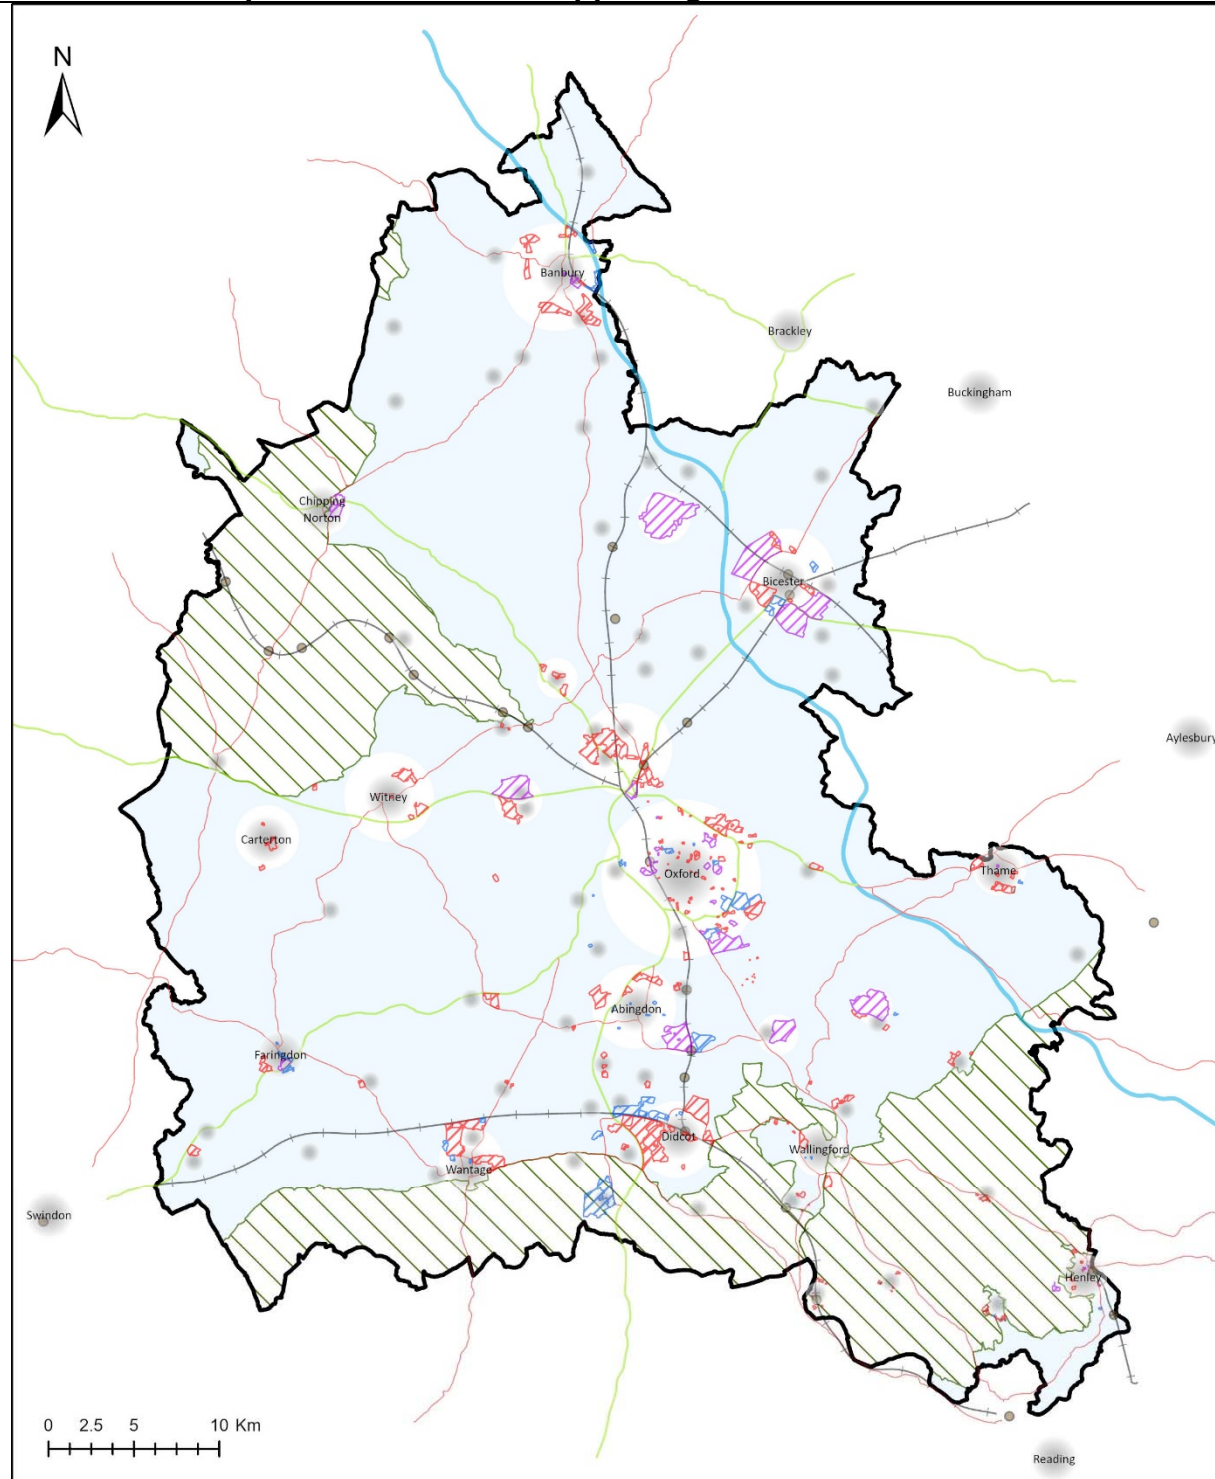 N
Banbury
Brackley
Buckingham
Chipping
Norton
Bicester
Aylesbury
Witney
Carterton
Oxford
Thame
Abingdon
Faringdon
Didcot
Wallingford
Wantage
Swindon
Henley
0 2.5 5 10 Km
Reading